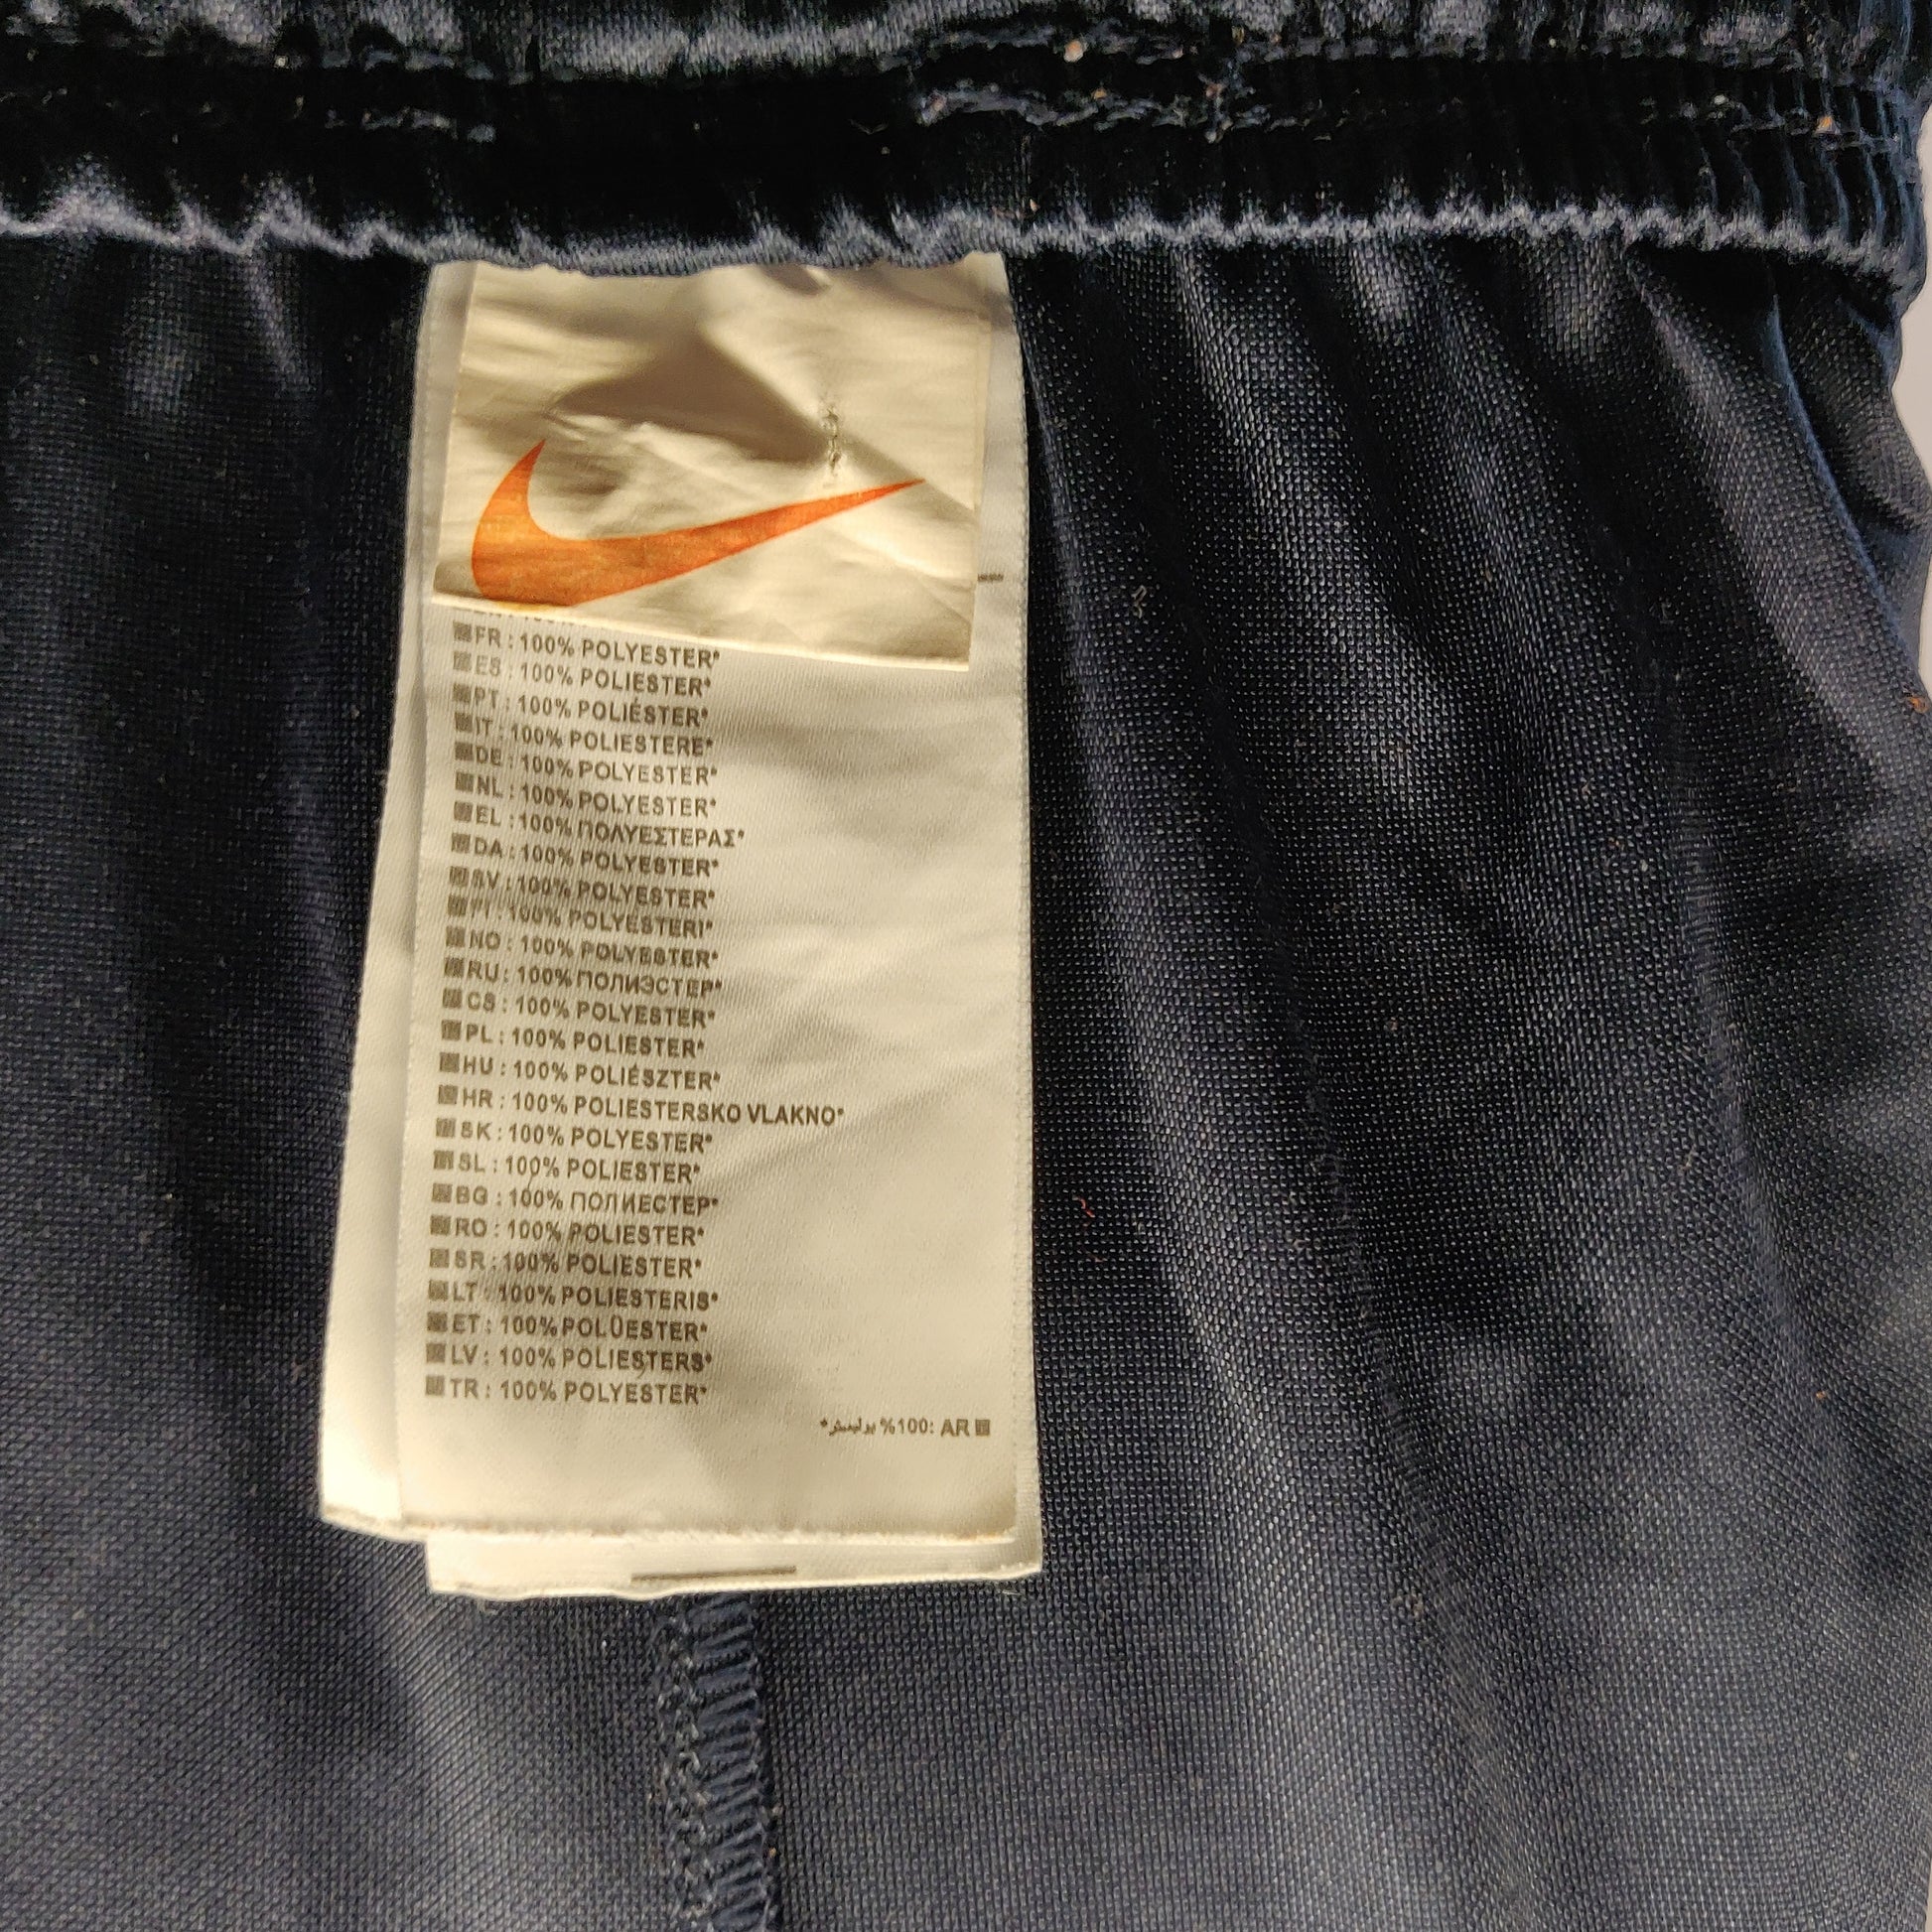 FR : 100% POLYESTER*
ES : 100% POLIESTER*
PT : 100% POLIÉSTER*
IT : 100% POLIESTERE*
DE : 100% POLYESTER*
NL : 100% POLYESTER*
EL : 100% ΠΟΛΥΕΣΤΕΡΑΣ*
DA : 100% POLYESTER*
SV : 100% POLYESTER*
FI : 100% POLYESTERI*
NO : 100% POLYESTER*
RU : 100% ПОЛИЭСТЕР*
CS : 100% POLYESTER*
PL : 100% POLIESTER*
HU : 100% POLIÉSZTER*
HR : 100% POLIESTERSKO VLAKNO*
SK : 100% POLYESTER*
SL : 100% POLIESTER*
BG : 100% ПОЛИЕСТЕР*
RO : 100% POLIESTER*
SR : 100% POLIESTER*
LT : 100% POLIESTERIS*
ET : 100% POLÜESTER*
LV : 100% POLIESTERS*
TR : 100% POLYESTER*
AR :100% بوليستر*